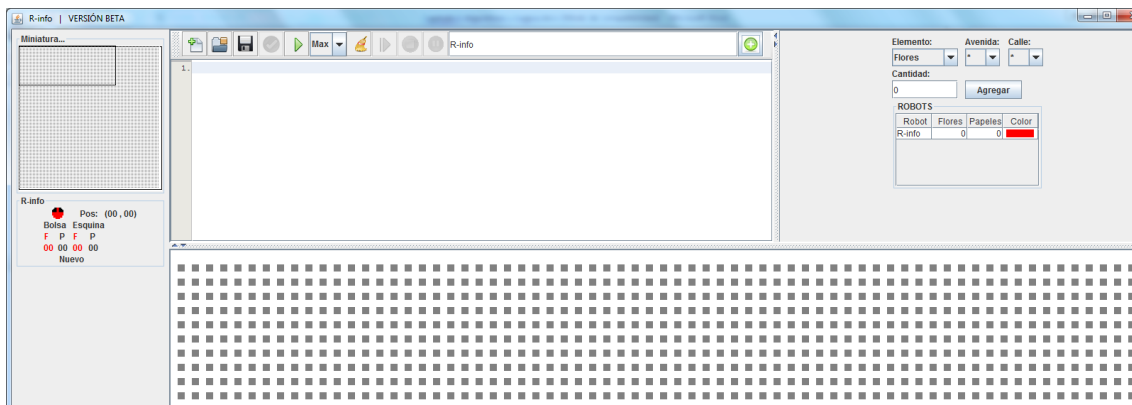 R-info | VERSIÓN BETA
Miniatura...
Max
R-info
1.
Elemento: Avenida: Calle:
Flores * *
Cantidad:
0 Agregar
ROBOTS
Robot Flores Papeles Color
R-info 0 0
R-info
Pos: (00 , 00)
Bolsa Esquina
F P F P
00 00 00 00
Nuevo